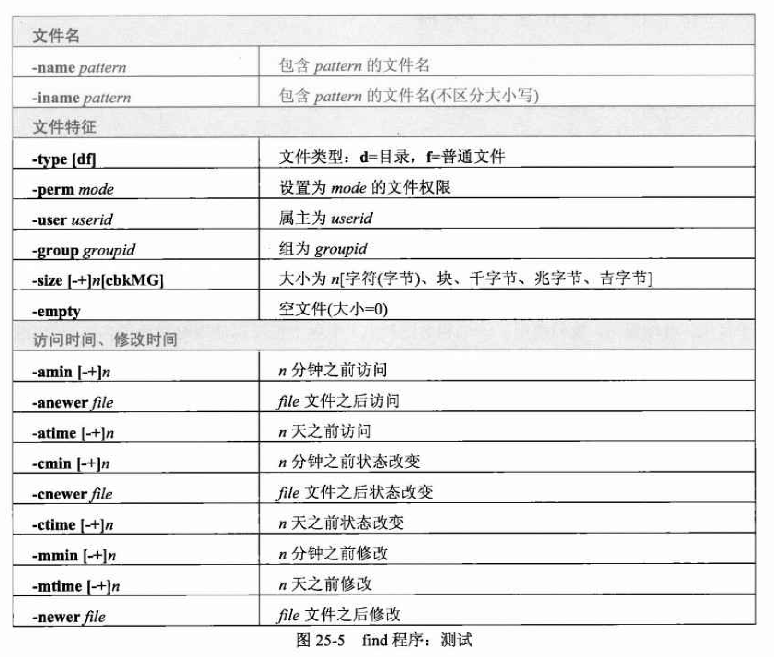 文件名
-name pattern 包含 pattern 的文件名
-iname pattern 包含 pattern 的文件名(不区分大小写)
文件特征
-type [df] 文件类型：d=目录，f=普通文件
-perm mode 设置为 mode 的文件权限
-user userid 属主为 userid
-group groupid 组为 groupid
-size [-+]n[cbkMG] 大小为 n[字符(字节)、块、千字节、兆字节、吉字节]
-empty 空文件(大小=0)
访问时间、修改时间
-amin [-+]n n 分钟之前访问
-anewer file file 文件之后访问
-atime [-+]n n 天之前访问
-cmin [-+]n n 分钟之前状态改变
-cnewer file file 文件之后状态改变
-ctime [-+]n n 天之前状态改变
-mmin [-+]n n 分钟之前修改
-mtime [-+]n n 天之前修改
-newer file file 文件之后修改
图 25-5 find 程序：测试